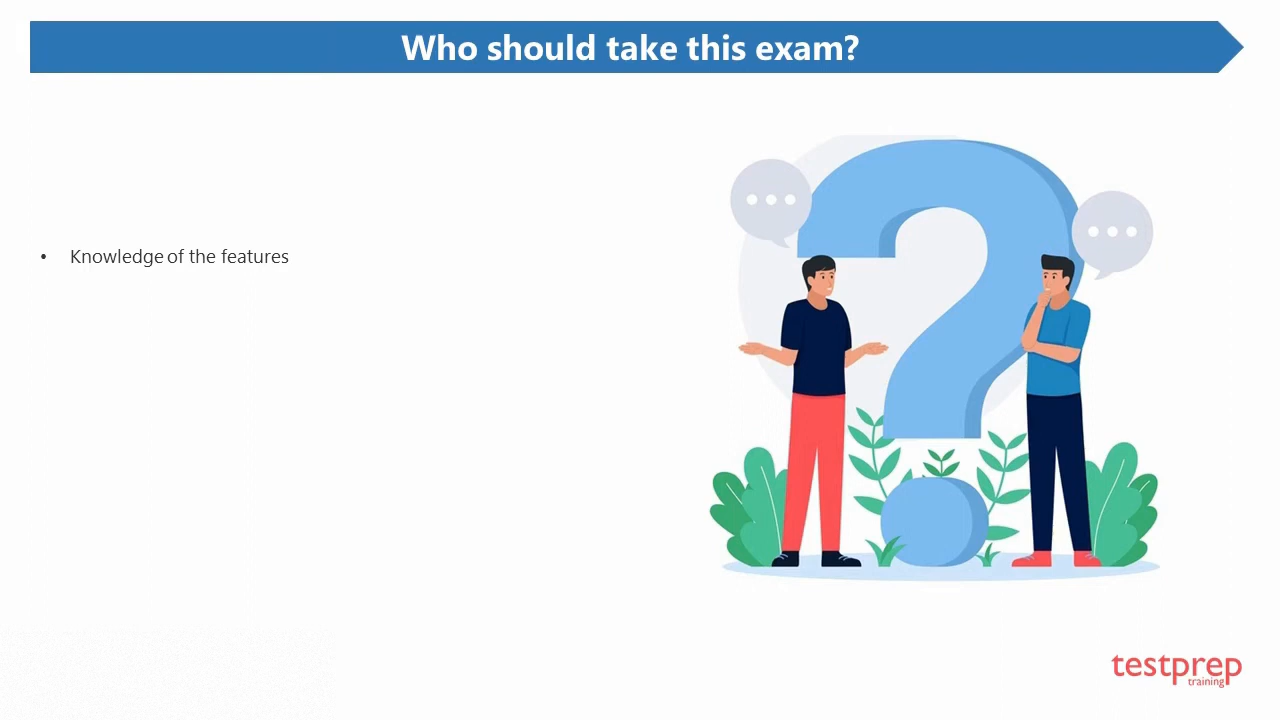 Who should take this exam?
• Knowledge of the features
testprep
training